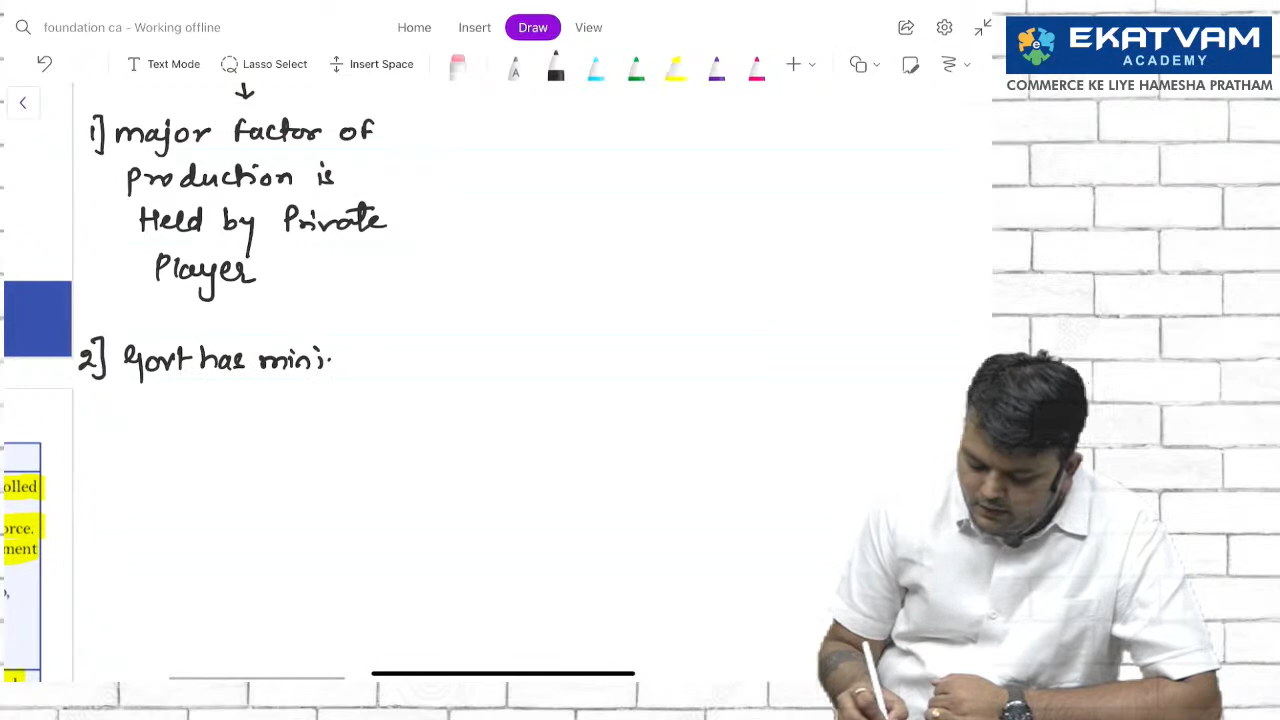 foundation ca - Working offline
Home Insert Draw View
Text Mode Lasso Select Insert Space
A
EKATVAM
ACADEMY
COMMERCE KE LIYE HAMESHA PRATHAM
1] major factor of
production is
Held by Private
Player
2] Govt has mini
olled
orce.
ment